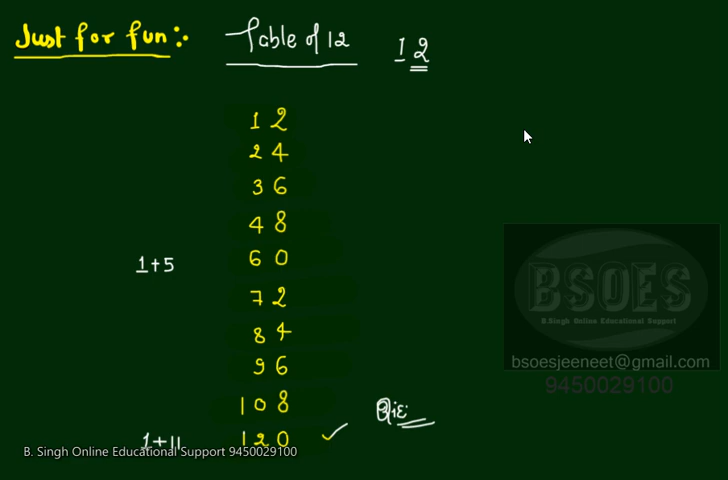 Just for fun:
Table of 12
12
12
24
36
48
1+5
60
72
84
96
108
1+11
120
BSOES
B.Singh Online Educational Support
bsoesjeeneet@gmail.com
9450029100
B. Singh Online Educational Support 9450029100